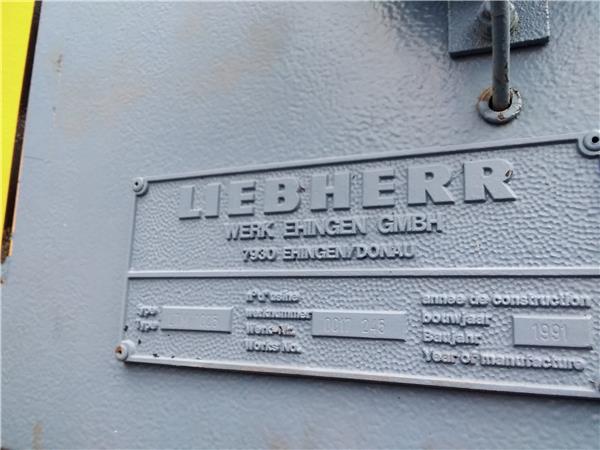 LIEBHERR
WERK EHINGEN GMBH
7930 EHINGEN/DONAU
Type
Type
n° d'usine
werknummer
Werk-Nr.
Works No.
0017 245
année de construction
bouwjaar
Baujahr
Year of manufacture
1991